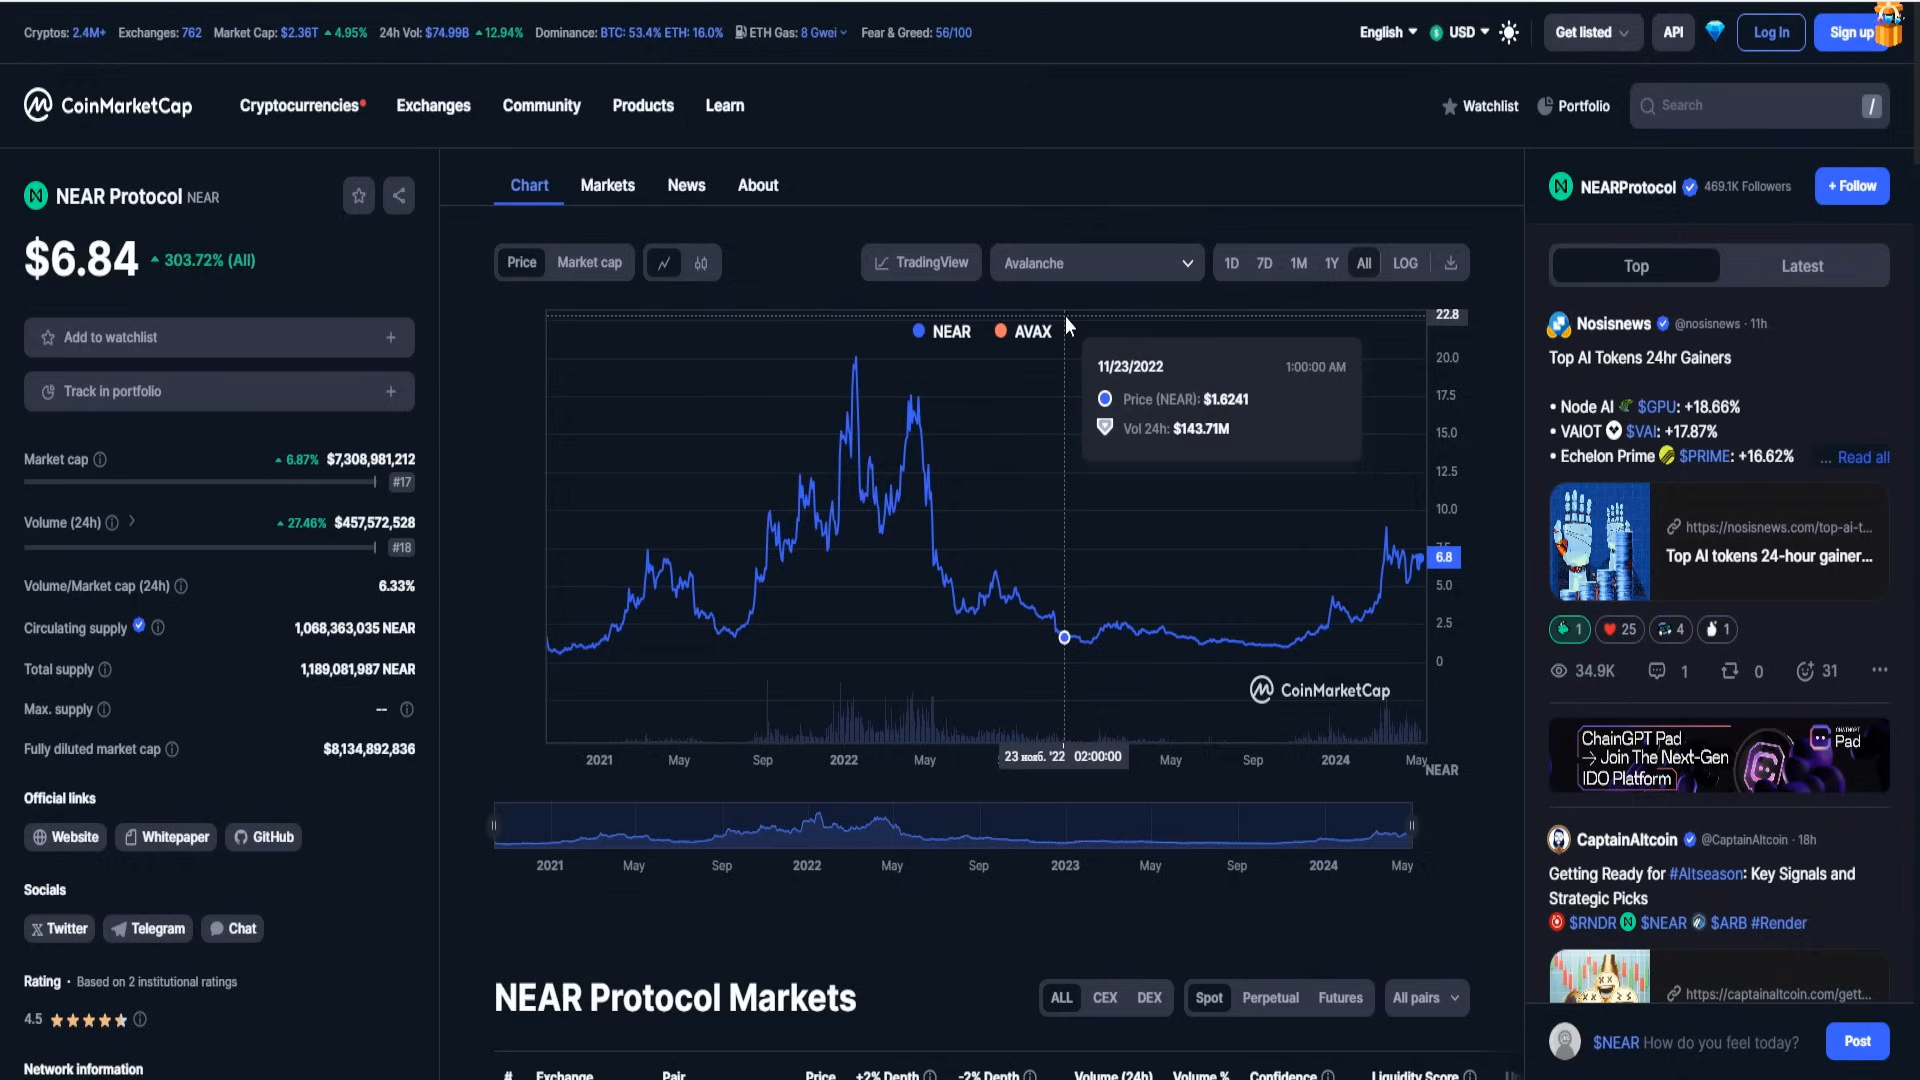 Cryptos: 2.4M+ Exchanges: 762 Market Cap: $2.36T 4.95% 24h Vol: $74.99B 12.94% Dominance: BTC: 53.4% ETH: 16.0% ETH Gas: 8 Gwei Fear & Greed: 56/100
English USD Get listed API Log In Sign up
CoinMarketCap Cryptocurrencies Exchanges Community Products Learn
Watchlist Portfolio Search /
NEAR Protocol NEAR
$6.84 303.72% (All)
Add to watchlist +
Track in portfolio +
Market cap 6.87% $7,308,981,212
#17
Volume (24h) 27.46% $457,572,528
#18
Volume/Market cap (24h) 6.33%
Circulating supply 1,068,363,035 NEAR
Total supply 1,189,081,987 NEAR
Max. supply --
Fully diluted market cap $8,134,892,836
Official links
Website Whitepaper GitHub
Socials
Twitter Telegram Chat
Rating · Based on 2 institutional ratings
4.5
Network information
Chart Markets News About
Price Market cap TradingView Avalanche 1D 7D 1M 1Y All LOG
NEAR AVAX
11/23/2022 1:00:00 AM
Price (NEAR): $1.6241
Vol 24h: $143.71M
22.8
20.0
17.5
15.0
12.5
10.0
6.8
5.0
2.5
0
CoinMarketCap
2021 May Sep 2022 May 23 нояб. '22 02:00:00 May Sep 2024 May
NEAR
2021 May Sep 2022 May Sep 2023 May Sep 2024 May
NEAR Protocol Markets
ALL CEX DEX Spot Perpetual Futures All pairs
# Exchange Pair Price +2% Depth -2% Depth Volume (24h) Volume % Confidence Liquidity Score
NEARProtocol 469.1K Followers + Follow
Top Latest
Nosisnews @nosisnews · 11h
Top AI Tokens 24hr Gainers
• Node AI $GPU: +18.66%
• VAIOT $VAI: +17.87%
• Echelon Prime $PRIME: +16.62% ... Read all
https://nosisnews.com/top-ai-t...
Top AI tokens 24-hour gainer...
1 25 4 1
34.9K 1 0 31
ChainGPT Pad
→ Join The Next-Gen
IDO Platform
Pad
CaptainAltcoin @CaptainAltcoin · 18h
Getting Ready for #Altseason: Key Signals and
Strategic Picks
$RNDR $NEAR $ARB #Render
https://captainaltcoin.com/gett...
$NEAR How do you feel today? Post